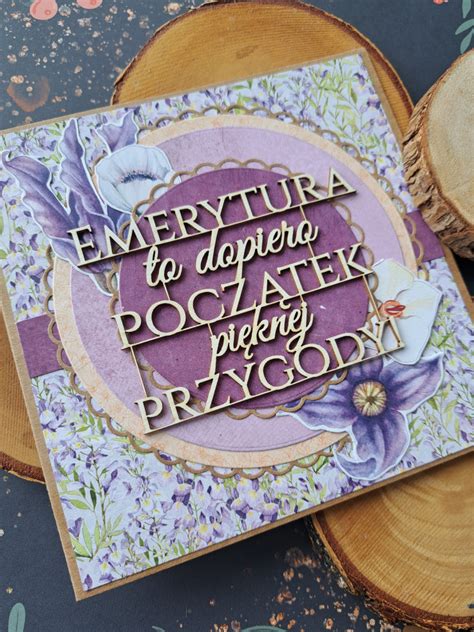 EMERYTURA
to dopiero
POCZĄTEK
pięknej
PRZYGODY!